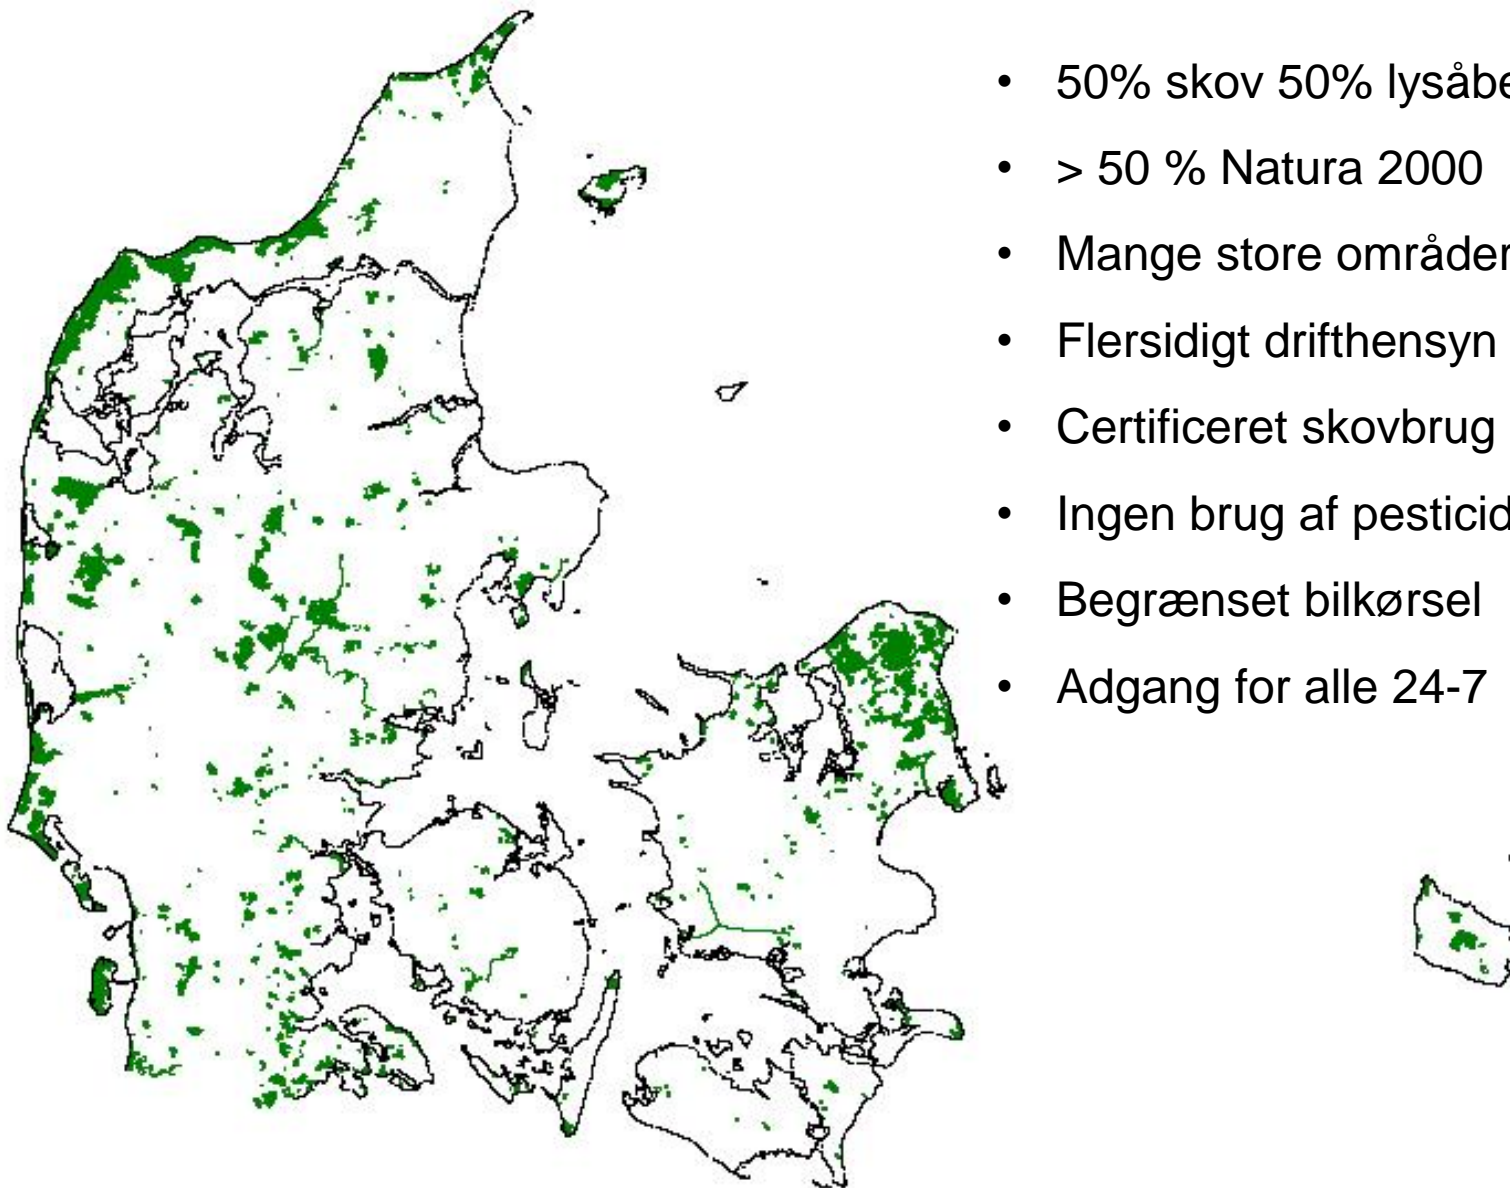 • 50% skov 50% lysåbe
• > 50 % Natura 2000
• Mange store områder
• Flersidigt drifthensyn
• Certificeret skovbrug
• Ingen brug af pesticid
• Begrænset bilkørsel
• Adgang for alle 24-7